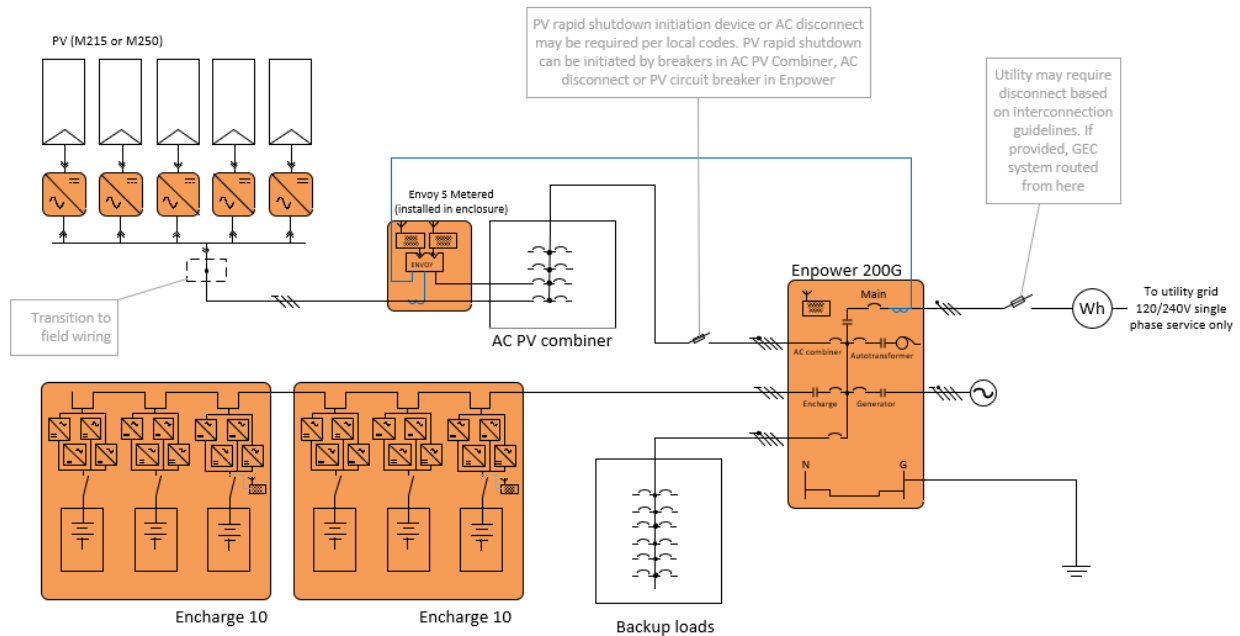 PV (M215 or M250)
PV rapid shutdown initiation device or AC disconnect
may be required per local codes. PV rapid shutdown
can be initiated by breakers in AC PV Combiner, AC
disconnect or PV circuit breaker in Enpower
Utility may require
disconnect based
on interconnection
guidelines. If
provided, GEC
system routed
from here
Envoy S Metered
(installed in enclosure)
ENVOY
Transition to
field wiring
AC PV combiner
Enpower 200G
Main
AC combiner
Autotransformer
Encharge
Generator
N
G
Wh
To utility grid
120/240V single
phase service only
Encharge 10
Encharge 10
Backup loads